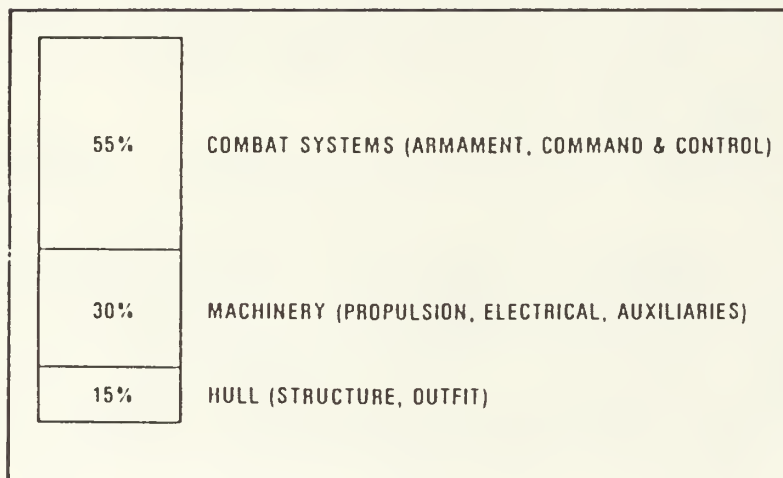 55% COMBAT SYSTEMS (ARMAMENT, COMMAND & CONTROL)
30% MACHINERY (PROPULSION, ELECTRICAL, AUXILIARIES)
15% HULL (STRUCTURE, OUTFIT)